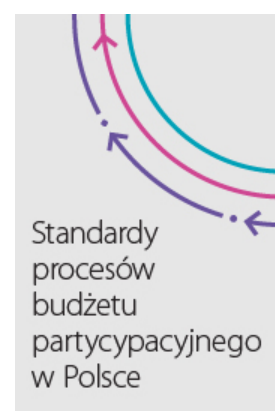 Standardy
procesów
budżetu
partycypacyjnego
w Polsce